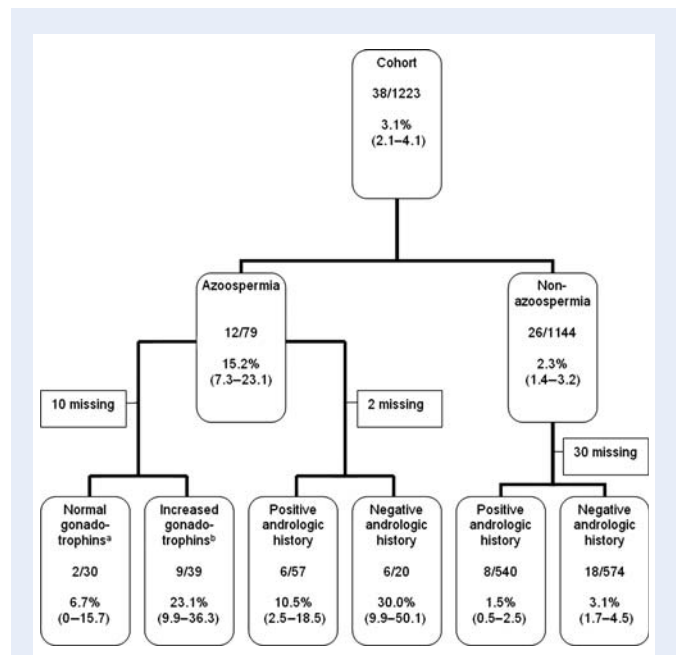 Cohort
38/1223
3.1%
(2.1–4.1)
Azoospermia
12/79
15.2%
(7.3–23.1)
Non-
azoospermia
26/1144
2.3%
(1.4–3.2)
10 missing
2 missing
30 missing
Normal
gonado-
trophinsᵃ
2/30
6.7%
(0–15.7)
Increased
gonado-
trophinsᵇ
9/39
23.1%
(9.9–36.3)
Positive
andrologic
history
6/57
10.5%
(2.5–18.5)
Negative
andrologic
history
6/20
30.0%
(9.9–50.1)
Positive
andrologic
history
8/540
1.5%
(0.5–2.5)
Negative
andrologic
history
18/574
3.1%
(1.7–4.5)